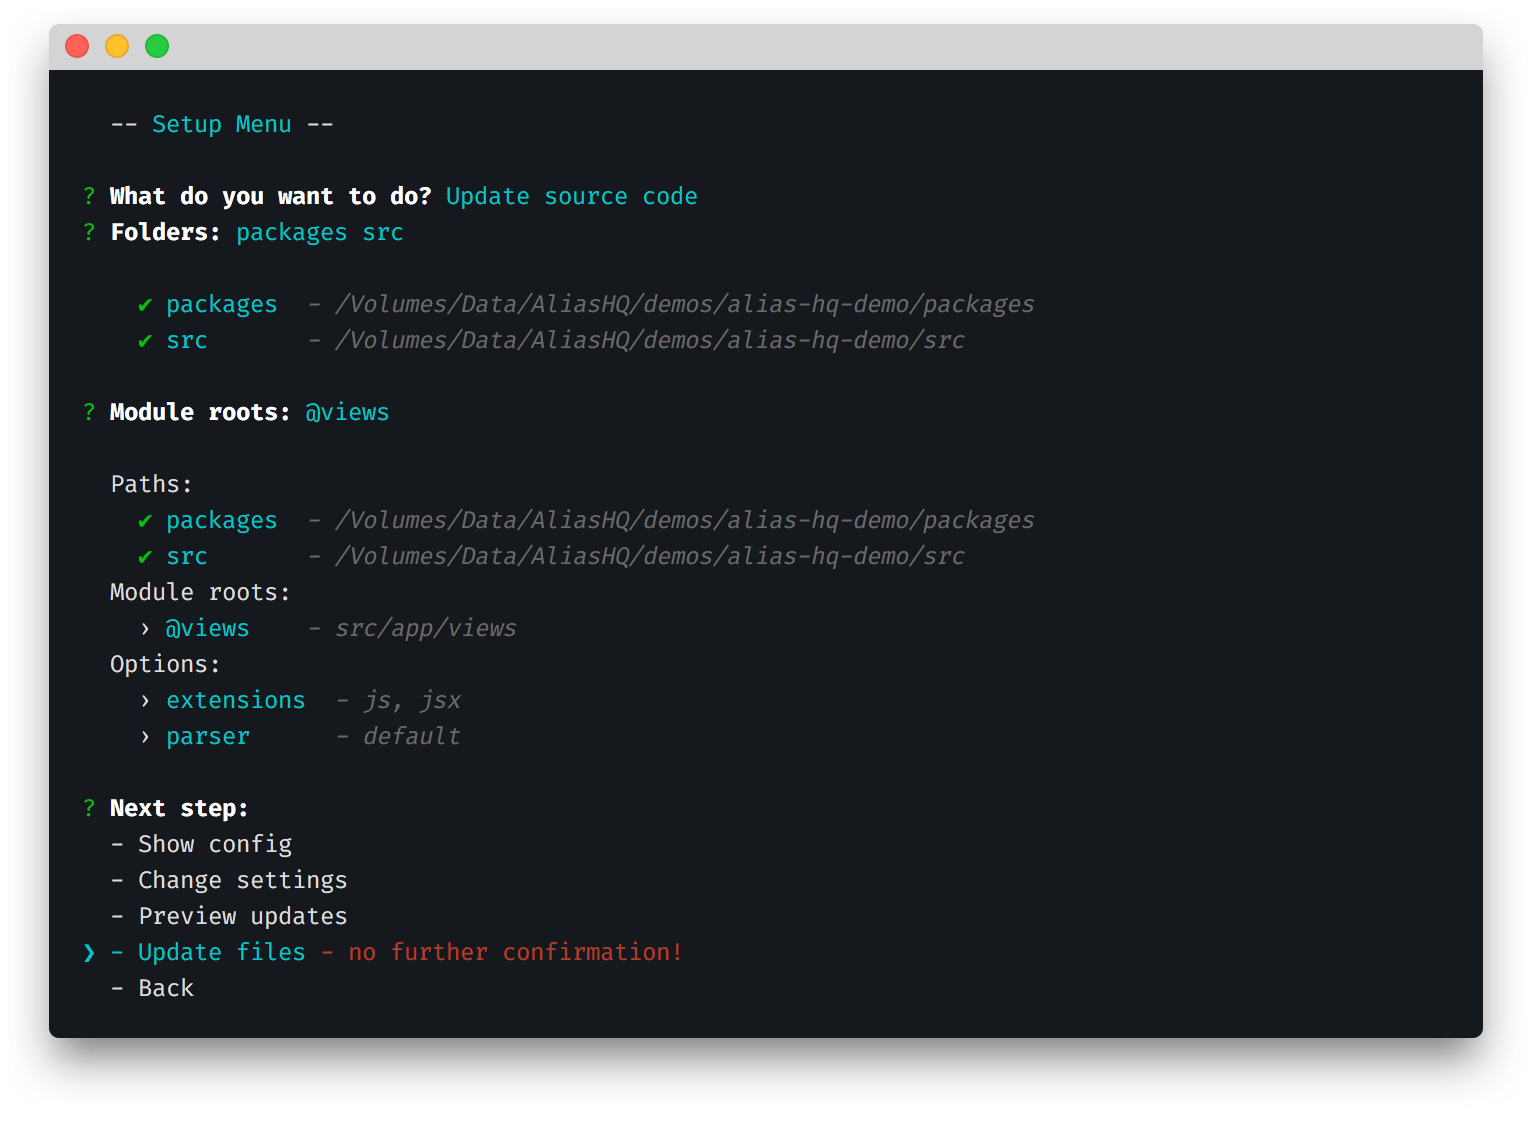 -- Setup Menu --
? What do you want to do? Update source code
? Folders: packages src
✔ packages - /Volumes/Data/AliasHQ/demos/alias-hq-demo/packages
✔ src - /Volumes/Data/AliasHQ/demos/alias-hq-demo/src
? Module roots: @views
Paths:
✔ packages - /Volumes/Data/AliasHQ/demos/alias-hq-demo/packages
✔ src - /Volumes/Data/AliasHQ/demos/alias-hq-demo/src
Module roots:
› @views - src/app/views
Options:
› extensions - js, jsx
› parser - default
? Next step:
- Show config
- Change settings
- Preview updates
❯ - Update files - no further confirmation!
- Back